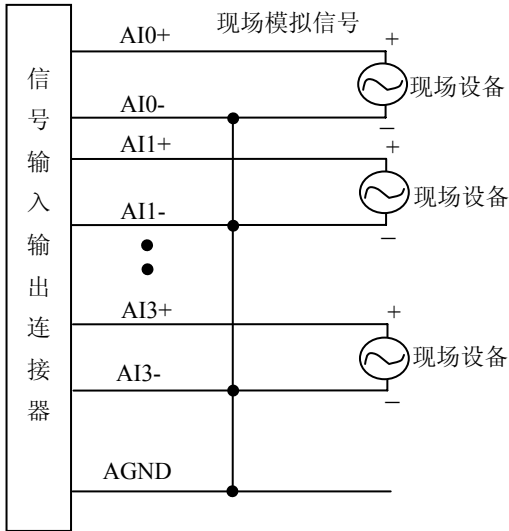 信号输入输出连接器
现场模拟信号
AI0+
+
现场设备
AI0-
−
AI1+
+
现场设备
AI1-
−
AI3+
+
现场设备
AI3-
−
AGND